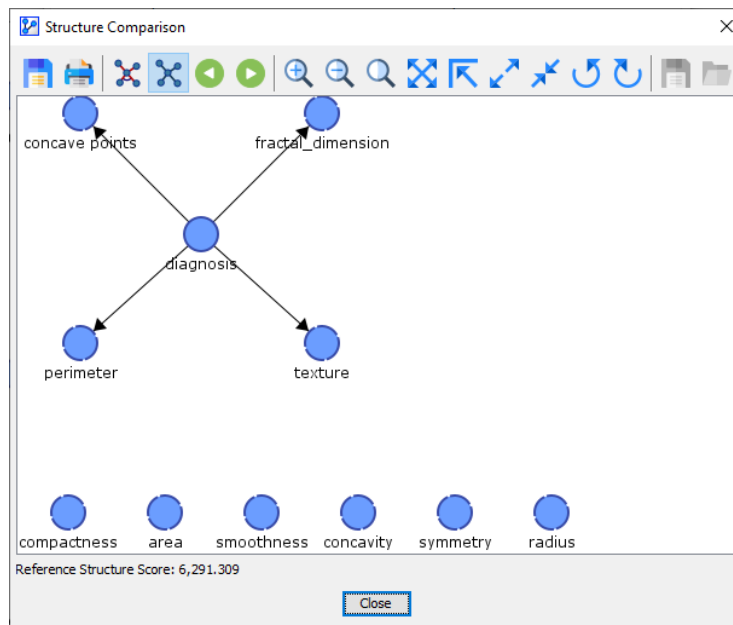 Structure Comparison
concave points
fractal_dimension
diagnosis
perimeter
texture
compactness
area
smoothness
concavity
symmetry
radius
Reference Structure Score: 6,291.309
Close